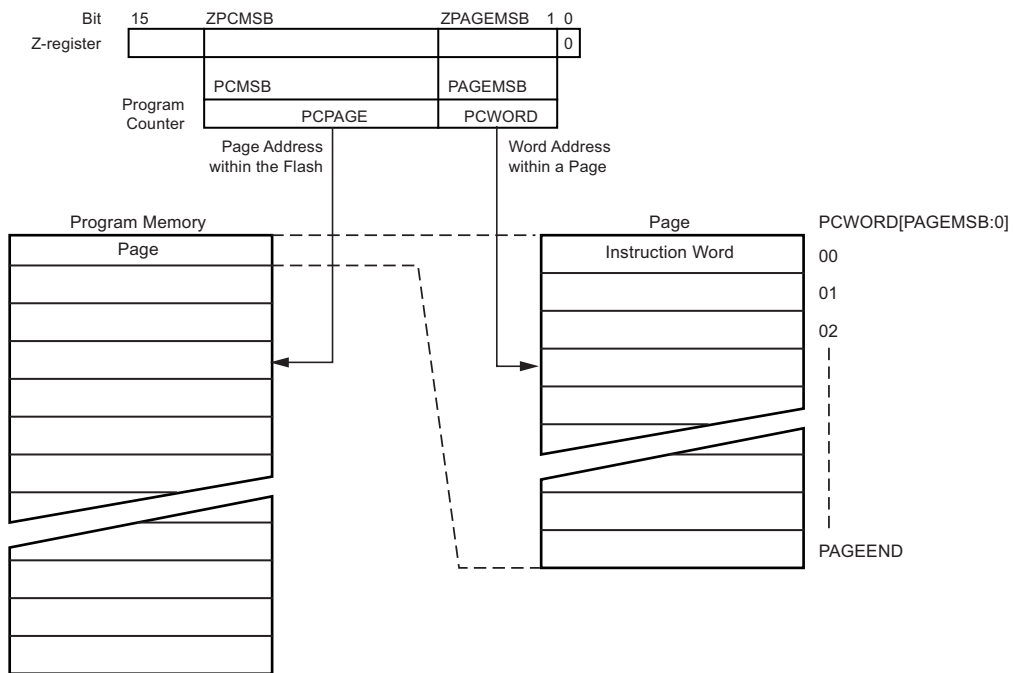 Bit 15 ZPCMSB ZPAGEMSB 1 0
Z-register 0
PCMSB PAGEMSB
Program
Counter
PCPAGE PCWORD
Page Address
within the Flash
Word Address
within a Page
Program Memory
Page
Page PCWORD[PAGEMSB:0]
Instruction Word 00
01
02
PAGEEND